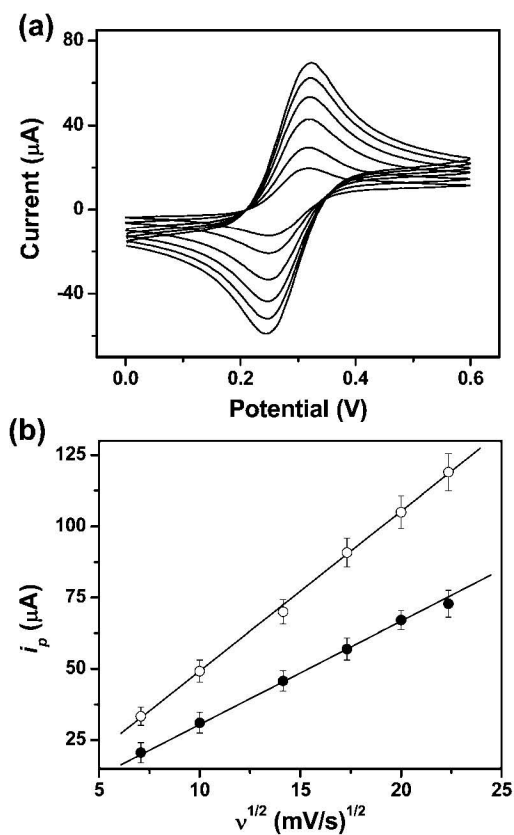 (a)
80
40
0
-40
Current (μA)
0.0 0.2 0.4 0.6
Potential (V)
(b)
125
100
75
50
25
i_p (μA)
5 10 15 20 25
ν^1/2 (mV/s)^1/2